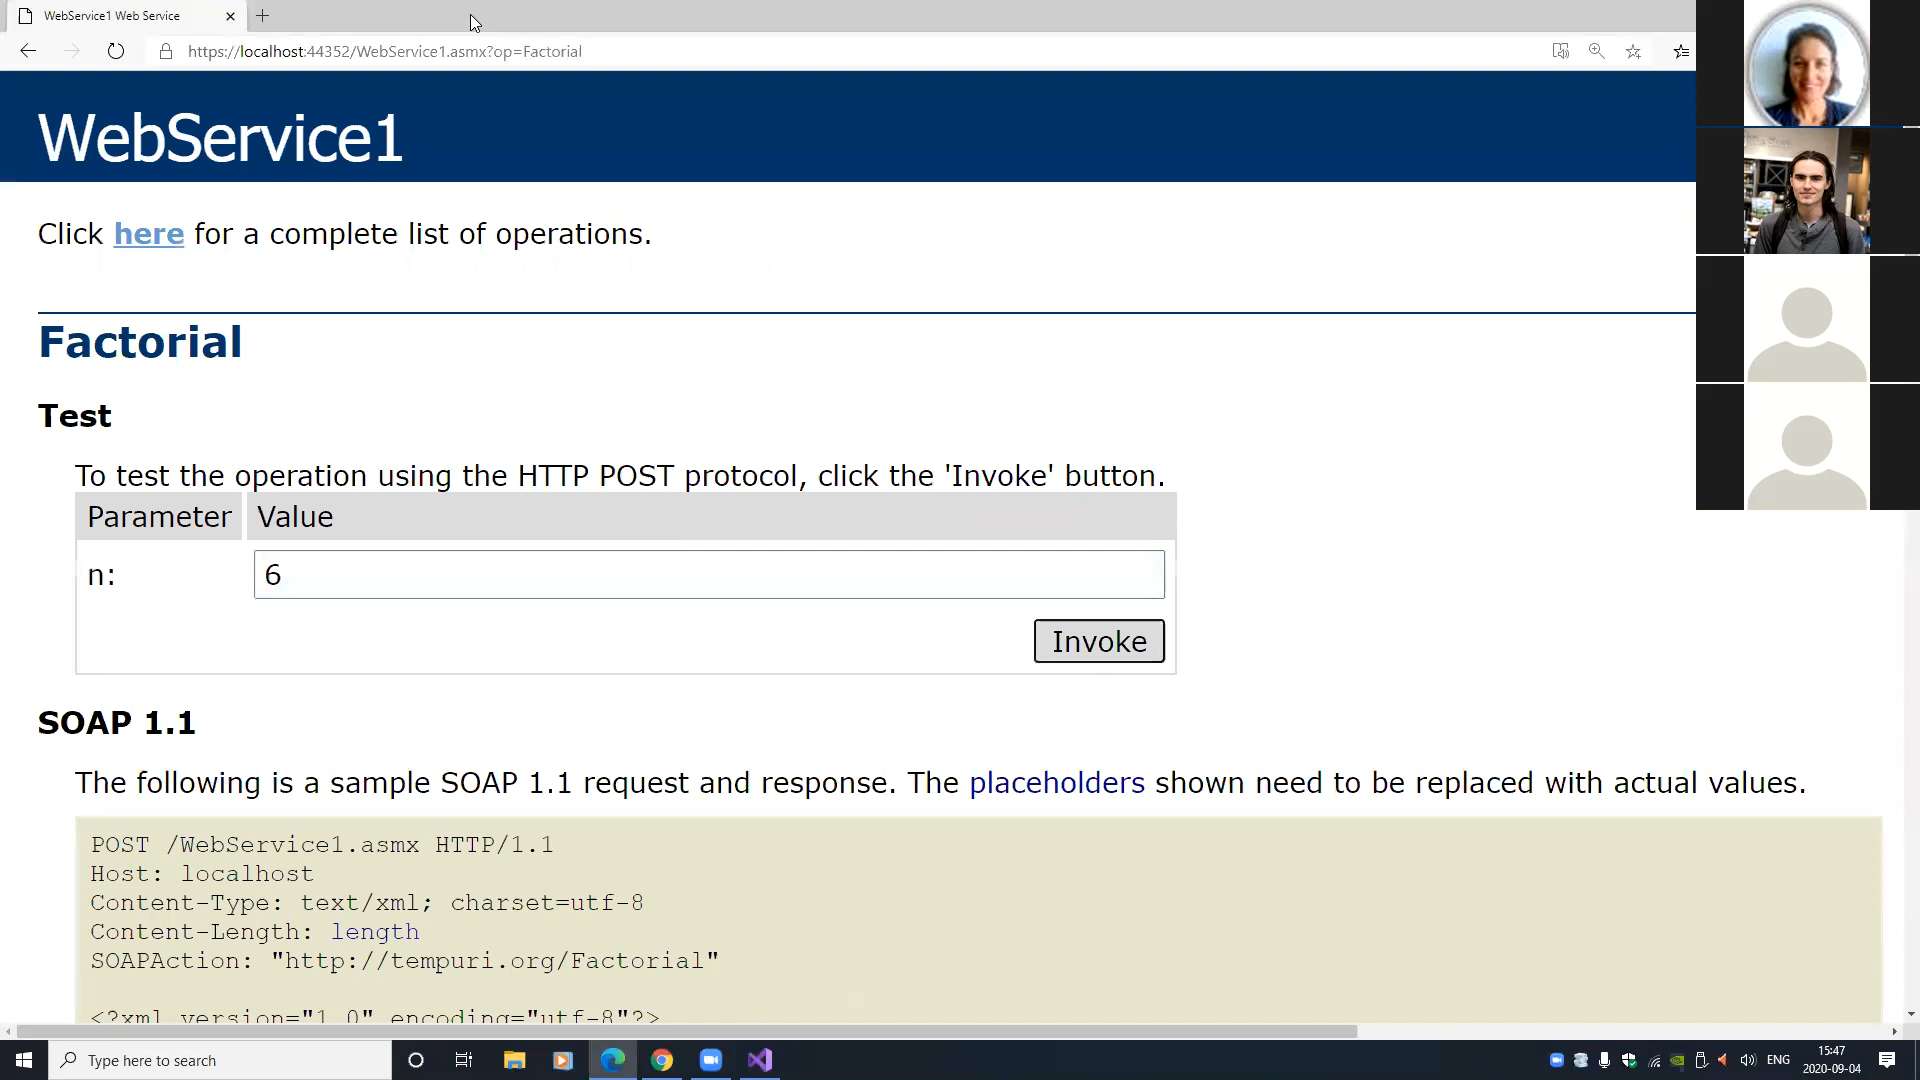 WebService1 Web Service
https://localhost:44352/WebService1.asmx?op=Factorial
WebService1
Click here for a complete list of operations.
Factorial
Test
To test the operation using the HTTP POST protocol, click the 'Invoke' button.
Parameter Value
n: 6
Invoke
SOAP 1.1
The following is a sample SOAP 1.1 request and response. The placeholders shown need to be replaced with actual values.
POST /WebService1.asmx HTTP/1.1
Host: localhost
Content-Type: text/xml; charset=utf-8
Content-Length: length
SOAPAction: "http://tempuri.org/Factorial"
<?xml version="1.0" encoding="utf-8"?>
Type here to search
ENG
15:47
2020-09-04